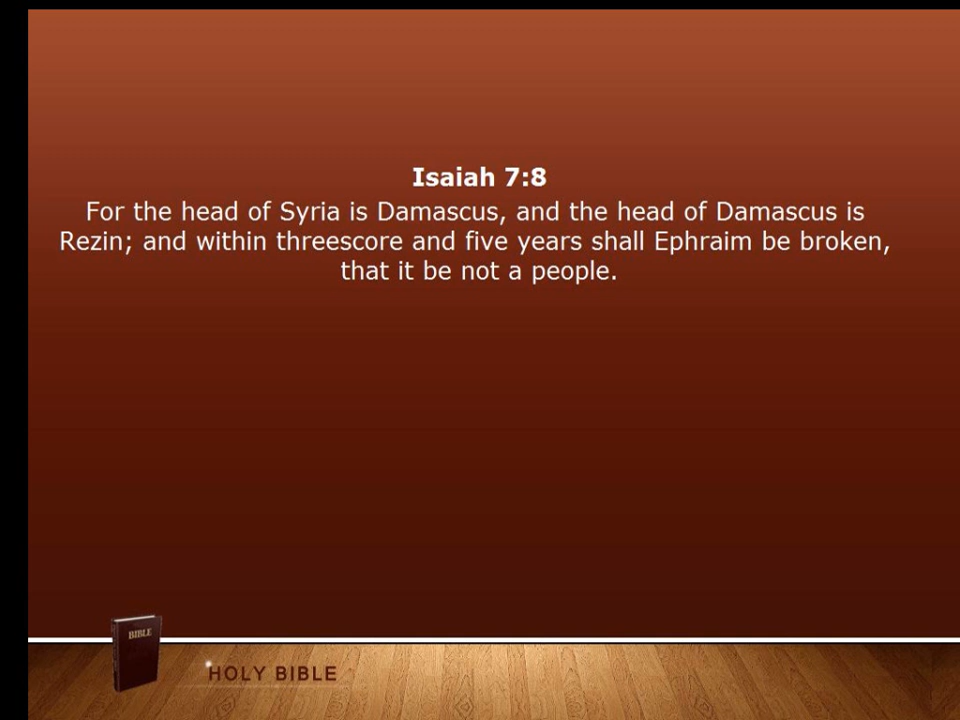 Isaiah 7:8
For the head of Syria is Damascus, and the head of Damascus is
Rezin; and within threescore and five years shall Ephraim be broken,
that it be not a people.
BIBLE
HOLY BIBLE